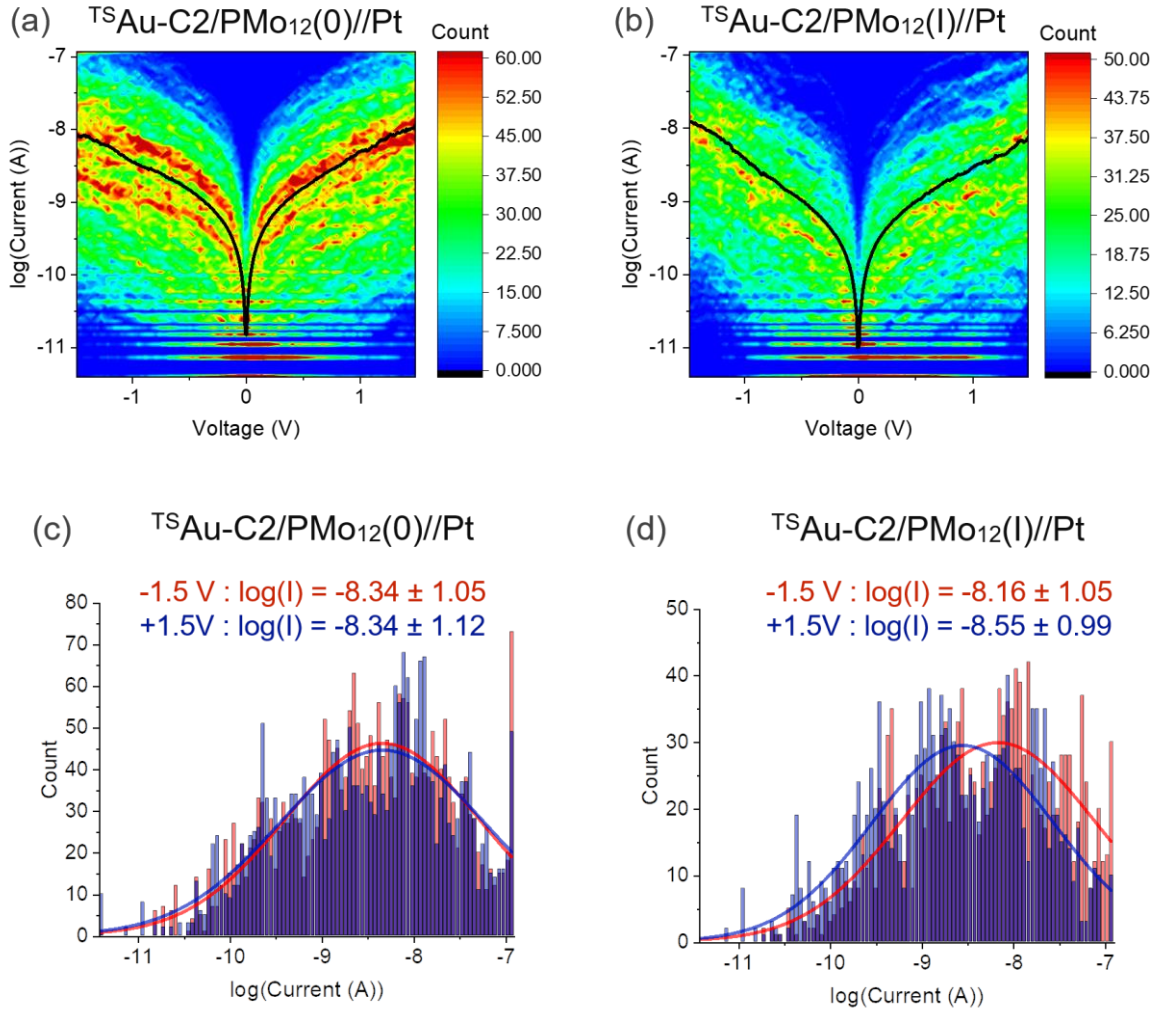 (a) ᵀˢAu-C2/PMo₁₂(0)//Pt
Count
-7
-8
-9
-10
-11
log(Current (A))
-1 0 1
Voltage (V)
60.00
52.50
45.00
37.50
30.00
22.50
15.00
7.500
0.000
(b) ᵀˢAu-C2/PMo₁₂(I)//Pt
Count
-7
-8
-9
-10
-11
log(Current (A))
-1 0 1
Voltage (V)
50.00
43.75
37.50
31.25
25.00
18.75
12.50
6.250
0.000
(c) ᵀˢAu-C2/PMo₁₂(0)//Pt
-1.5 V : log(I) = -8.34 ± 1.05
+1.5V : log(I) = -8.34 ± 1.12
80
70
60
50
40
30
20
10
0
Count
-11 -10 -9 -8 -7
log(Current (A))
(d) ᵀˢAu-C2/PMo₁₂(I)//Pt
-1.5 V : log(I) = -8.16 ± 1.05
+1.5V : log(I) = -8.55 ± 0.99
50
40
30
20
10
0
Count
-11 -10 -9 -8 -7
log(Current (A))